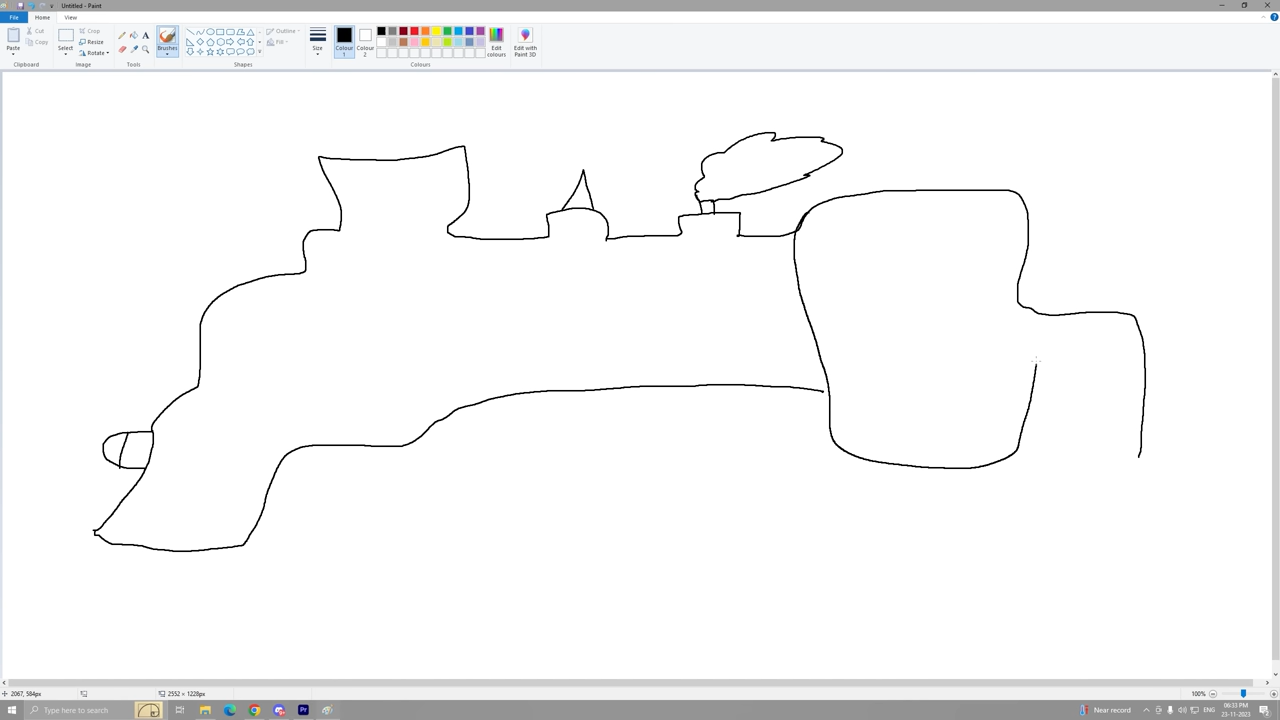 Untitled - Paint
File Home View
Paste
Cut
Copy
Clipboard
Select
Crop
Resize
Rotate
Image
A
Tools
Brushes
Outline
Fill
Shapes
Size
Colour 1
Colour 2
Edit colours
Edit with Paint 3D
Colours
2067, 584px
2552 × 1228px
100%
Type here to search
Pr
Near record
ENG
06:33 PM
23-11-2023